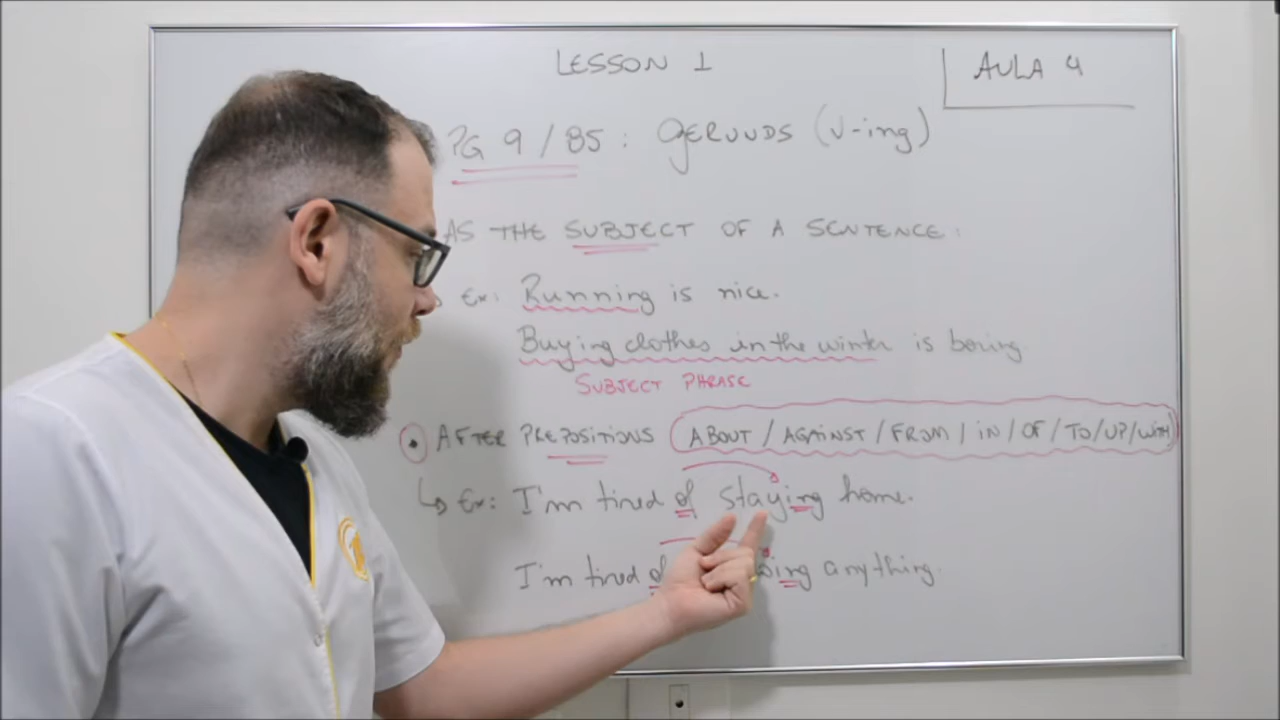 LESSON 1
AULA 4
PG 9 / 85 : GERUNDS (V-ing)
AS THE SUBJECT OF A SENTENCE:
Ex: Running is nice.
Buying clothes in the winter is boring
SUBJECT PHRASE
• AFTER PREPOSITIONS ABOUT / AGAINST / FROM / IN / OF / TO / UP / WITH
↳ Ex: I'm tired of staying home.
I'm tired anything.